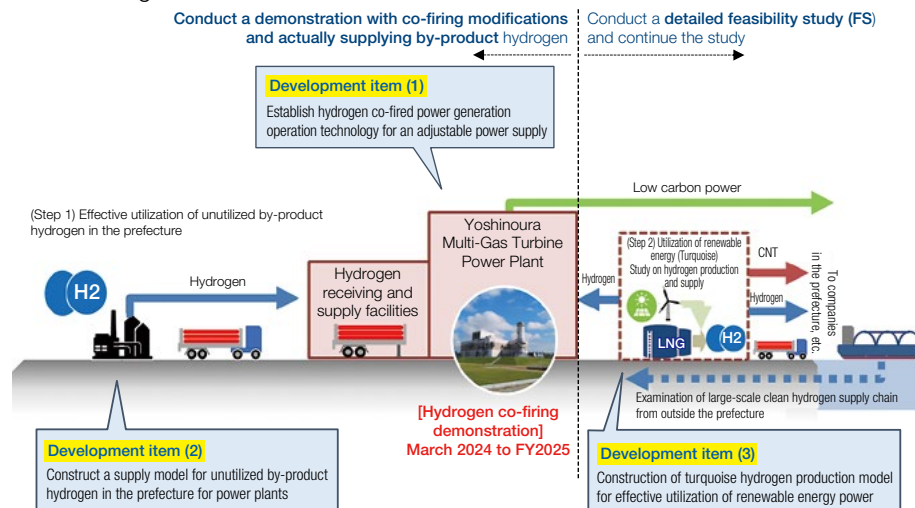 Conduct a demonstration with co-firing modifications
and actually supplying by-product hydrogen
Conduct a detailed feasibility study (FS)
and continue the study
Development item (1)
Establish hydrogen co-fired power generation
operation technology for an adjustable power supply
Low carbon power
(Step 1) Effective utilization of unutilized by-product
hydrogen in the prefecture
H2
Hydrogen
Hydrogen
receiving and
supply facilities
Yoshinoura
Multi-Gas Turbine
Power Plant
Hydrogen
(Step 2) Utilization of renewable
energy (Turquoise)
Study on hydrogen production
and supply
LNG
H2
CNT
Hydrogen
To companies
in the prefecture, etc.
Examination of large-scale clean hydrogen supply chain
from outside the prefecture
[Hydrogen co-firing
demonstration]
March 2024 to FY2025
Development item (2)
Construct a supply model for unutilized by-product
hydrogen in the prefecture for power plants
Development item (3)
Construction of turquoise hydrogen production model
for effective utilization of renewable energy power